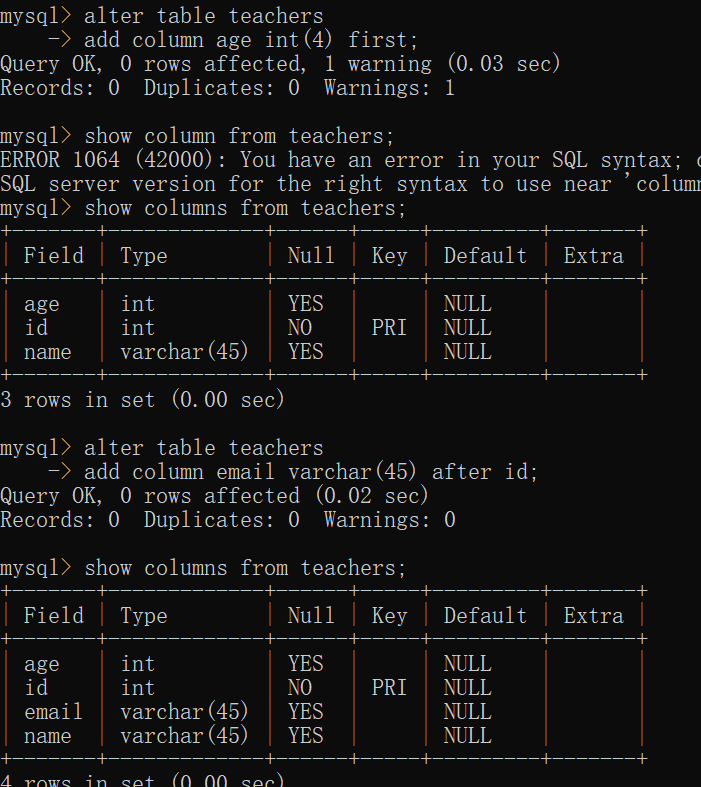 mysql> alter table teachers
    -> add column age int(4) first;
Query OK, 0 rows affected, 1 warning (0.03 sec)
Records: 0  Duplicates: 0  Warnings: 1

mysql> show column from teachers;
ERROR 1064 (42000): You have an error in your SQL syntax;
SQL server version for the right syntax to use near 'column
mysql> show columns from teachers;
+-------+-------------+------+-----+---------+-------+
| Field | Type        | Null | Key | Default | Extra |
+-------+-------------+------+-----+---------+-------+
| age   | int         | YES  |     | NULL    |       |
| id    | int         | NO   | PRI | NULL    |       |
| name  | varchar(45) | YES  |     | NULL    |       |
+-------+-------------+------+-----+---------+-------+
3 rows in set (0.00 sec)

mysql> alter table teachers
    -> add column email varchar(45) after id;
Query OK, 0 rows affected (0.02 sec)
Records: 0  Duplicates: 0  Warnings: 0

mysql> show columns from teachers;
+-------+-------------+------+-----+---------+-------+
| Field | Type        | Null | Key | Default | Extra |
+-------+-------------+------+-----+---------+-------+
| age   | int         | YES  |     | NULL    |       |
| id    | int         | NO   | PRI | NULL    |       |
| email | varchar(45) | YES  |     | NULL    |       |
| name  | varchar(45) | YES  |     | NULL    |       |
+-------+-------------+------+-----+---------+-------+
4 rows in set (0.00 sec)